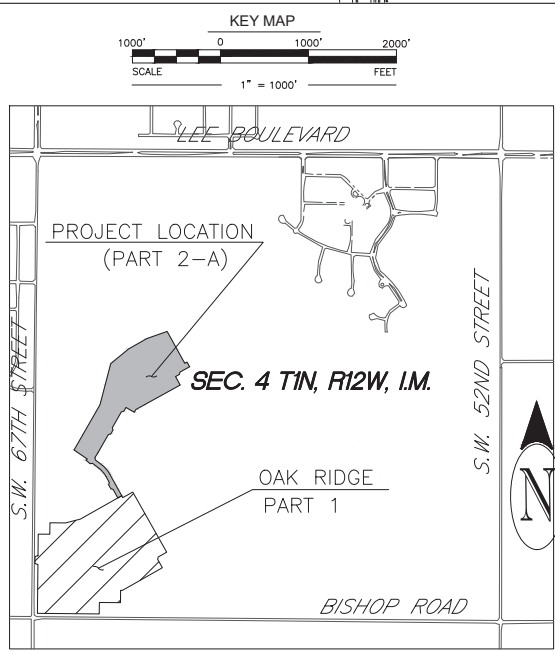 KEY MAP
1000' 0 1000' 2000'
SCALE FEET
1" = 1000'
LEE BOULEVARD
PROJECT LOCATION
(PART 2-A)
S.W. 67TH STREET
SEC. 4 T1N, R12W, I.M.
S.W. 52ND STREET
OAK RIDGE
PART 1
N
BISHOP ROAD